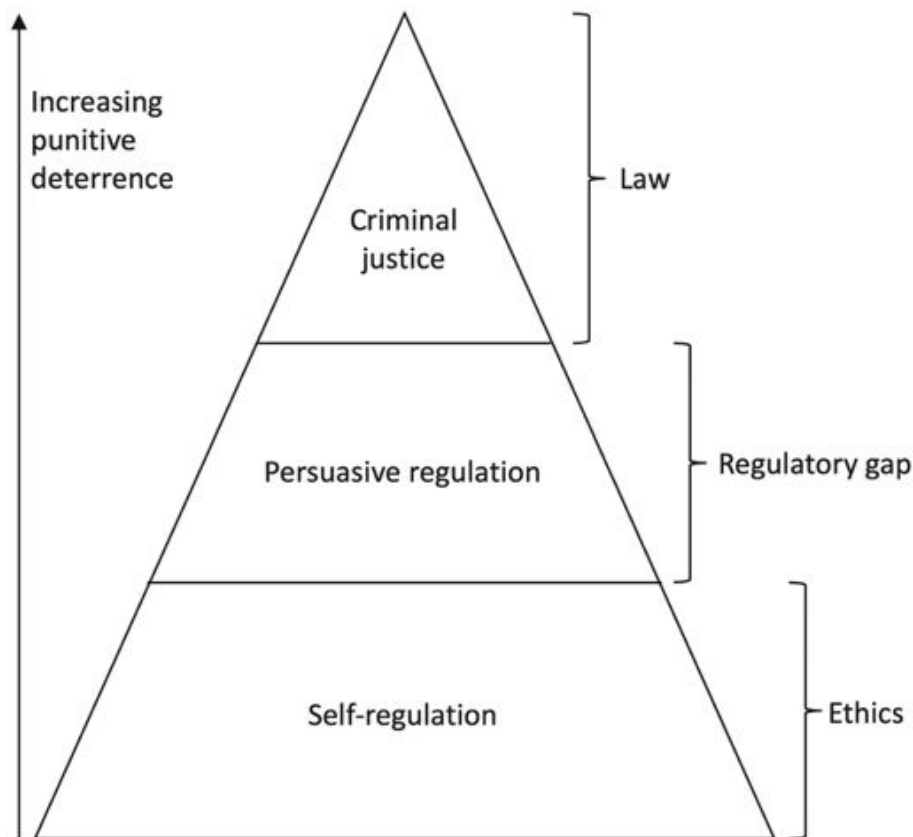 Increasing
punitive
deterrence
Criminal
justice
Law
Persuasive regulation
Regulatory gap
Self-regulation
Ethics